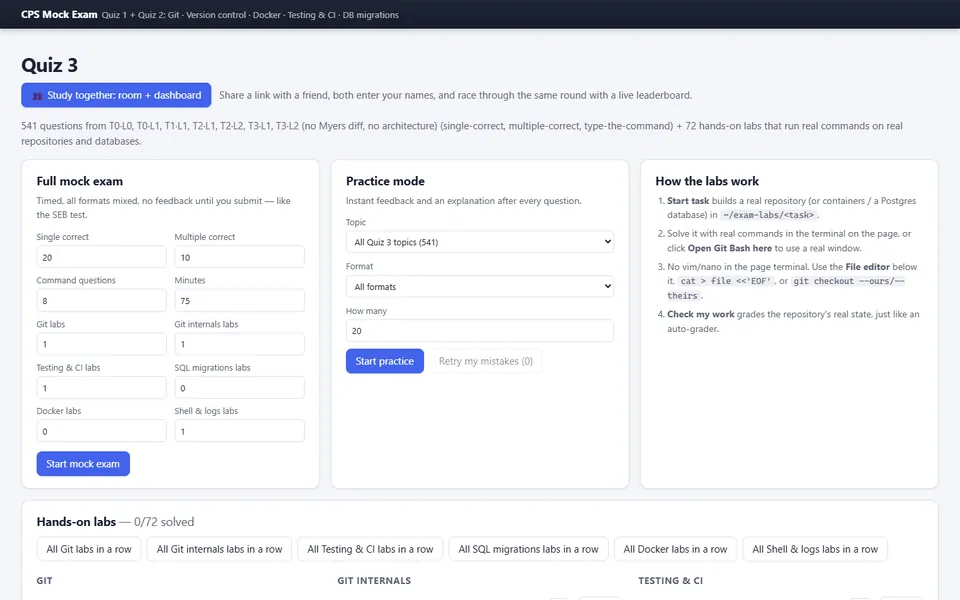 CPS Mock Exam Quiz 1 + Quiz 2: Git · Version control · Docker · Testing & CI · DB migrations
Quiz 3
Study together: room + dashboard
Share a link with a friend, both enter your names, and race through the same round with a live leaderboard.
541 questions from T0-L0, T0-L1, T1-L1, T2-L1, T2-L2, T3-L1, T3-L2 (no Myers diff, no architecture) (single-correct, multiple-correct, type-the-command) + 72 hands-on labs that run real commands on real
repositories and databases.
Full mock exam
Timed, all formats mixed, no feedback until you submit — like
the SEB test.
Single correct
Multiple correct
20
10
Command questions
Minutes
8
75
Git labs
Git internals labs
1
1
Testing & CI labs
SQL migrations labs
1
0
Docker labs
Shell & logs labs
0
1
Start mock exam
Practice mode
Instant feedback and an explanation after every question.
Topic
All Quiz 3 topics (541)
Format
All formats
How many
20
Start practice
Retry my mistakes (0)
How the labs work
1. Start task builds a real repository (or containers / a Postgres
database) in ~/exam-labs/<task>.
2. Solve it with real commands in the terminal on the page, or
click Open Git Bash here to use a real window.
3. No vim/nano in the page terminal. Use the File editor below
it, cat > file <<'EOF', or git checkout --ours/--
theirs.
4. Check my work grades the repository's real state, just like an
auto-grader.
Hands-on labs — 0/72 solved
All Git labs in a row
All Git internals labs in a row
All Testing & CI labs in a row
All SQL migrations labs in a row
All Docker labs in a row
All Shell & logs labs in a row
GIT
GIT INTERNALS
TESTING & CI